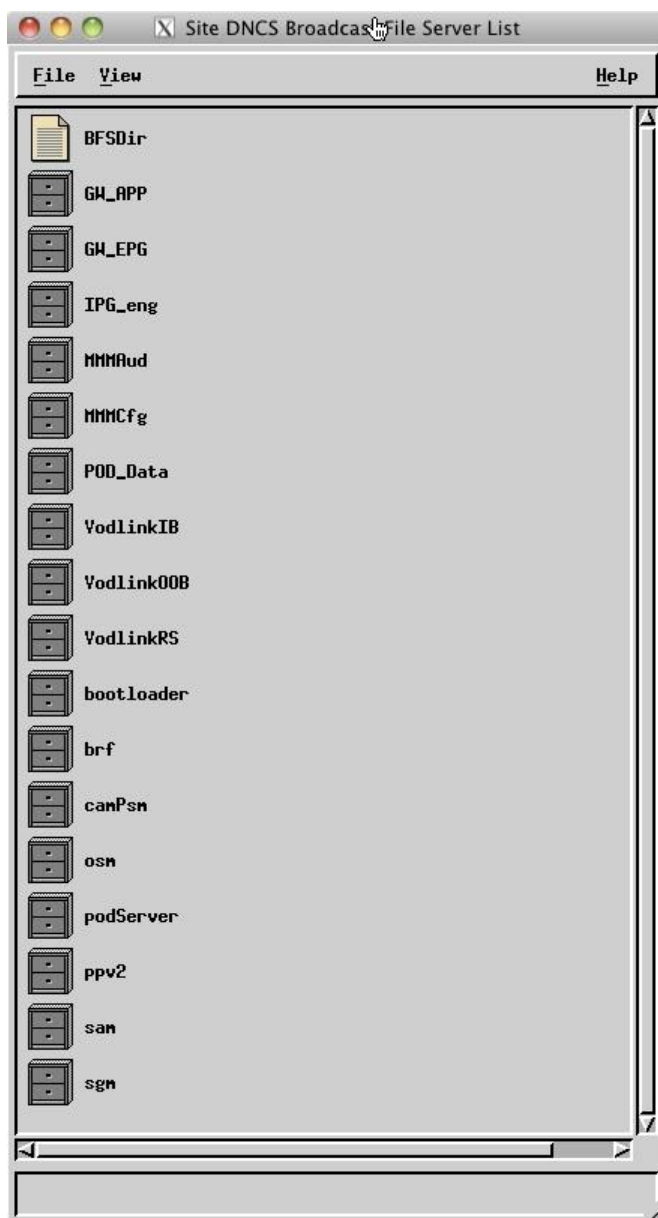 Site DNCS Broadcast File Server List
File View Help
BFSDir
GW_APP
GW_EPG
IPG_eng
MMMAud
MMMCfg
POD_Data
VodlinkIB
VodlinkOOB
VodlinkRS
bootloader
brf
camPsm
osm
podServer
ppv2
sam
sgm